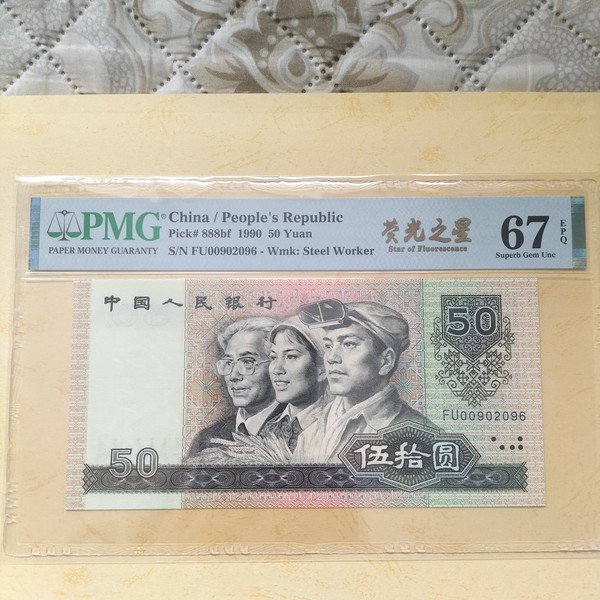 PMG
PAPER MONEY GUARANTY
China / People's Republic
Pick# 888bf 1990 50 Yuan
S/N FU00902096 - Wmk: Steel Worker
荧光之星
Star of Fluorescence
67 EPQ
Superb Gem Unc
中国人民银行
50
FU00902096
50
伍拾圆